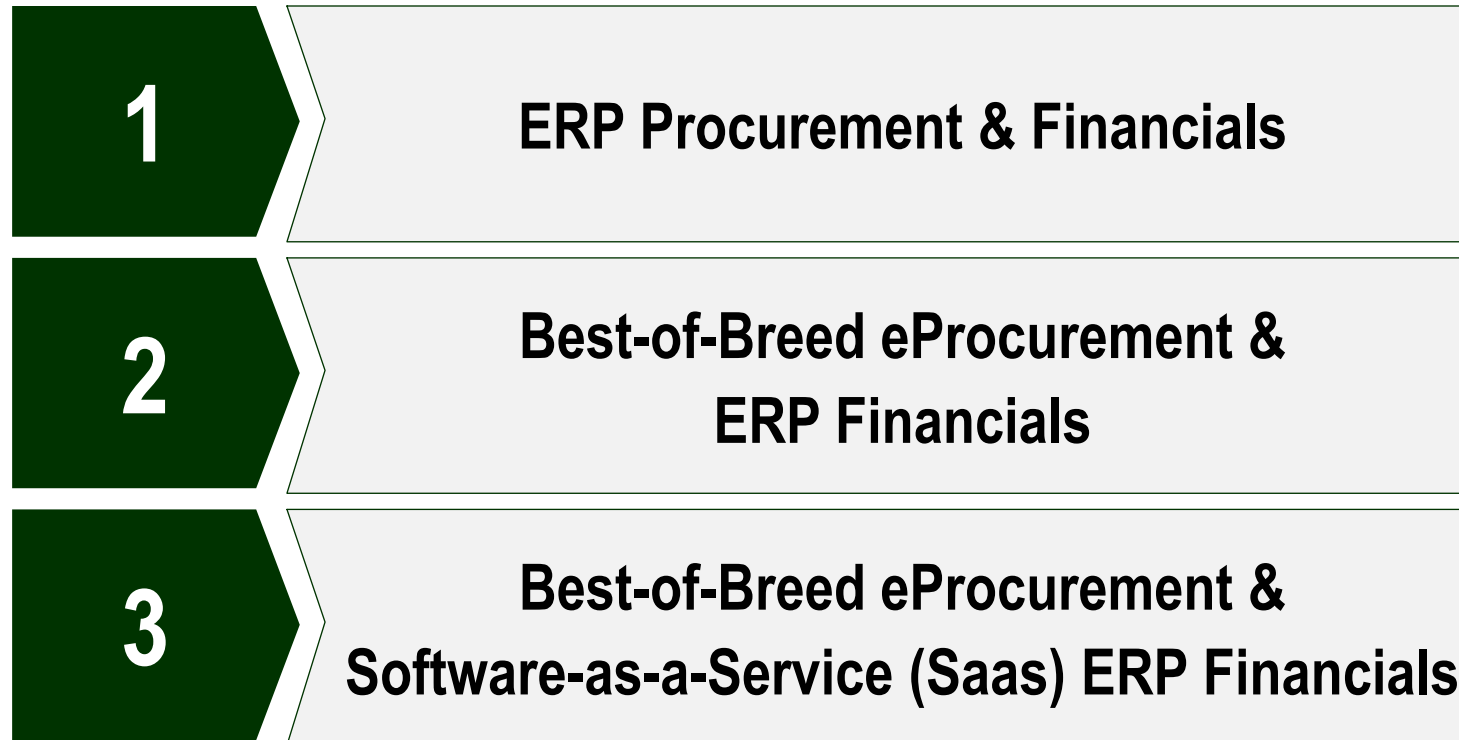 1
ERP Procurement & Financials
2
Best-of-Breed eProcurement &
ERP Financials
3
Best-of-Breed eProcurement &
Software-as-a-Service (Saas) ERP Financials